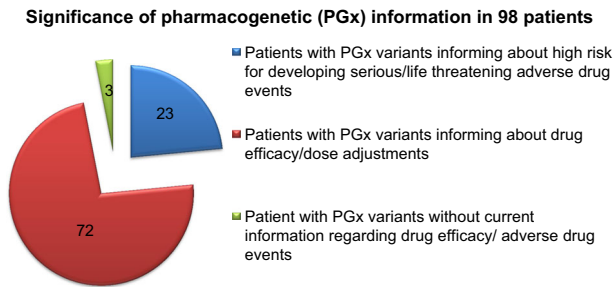 Significance of pharmacogenetic (PGx) information in 98 patients
3
23
72
Patients with PGx variants informing about high risk
for developing serious/life threatening adverse drug
events
Patients with PGx variants informing about drug
efficacy/dose adjustments
Patient with PGx variants without current
information regarding drug efficacy/ adverse drug
events